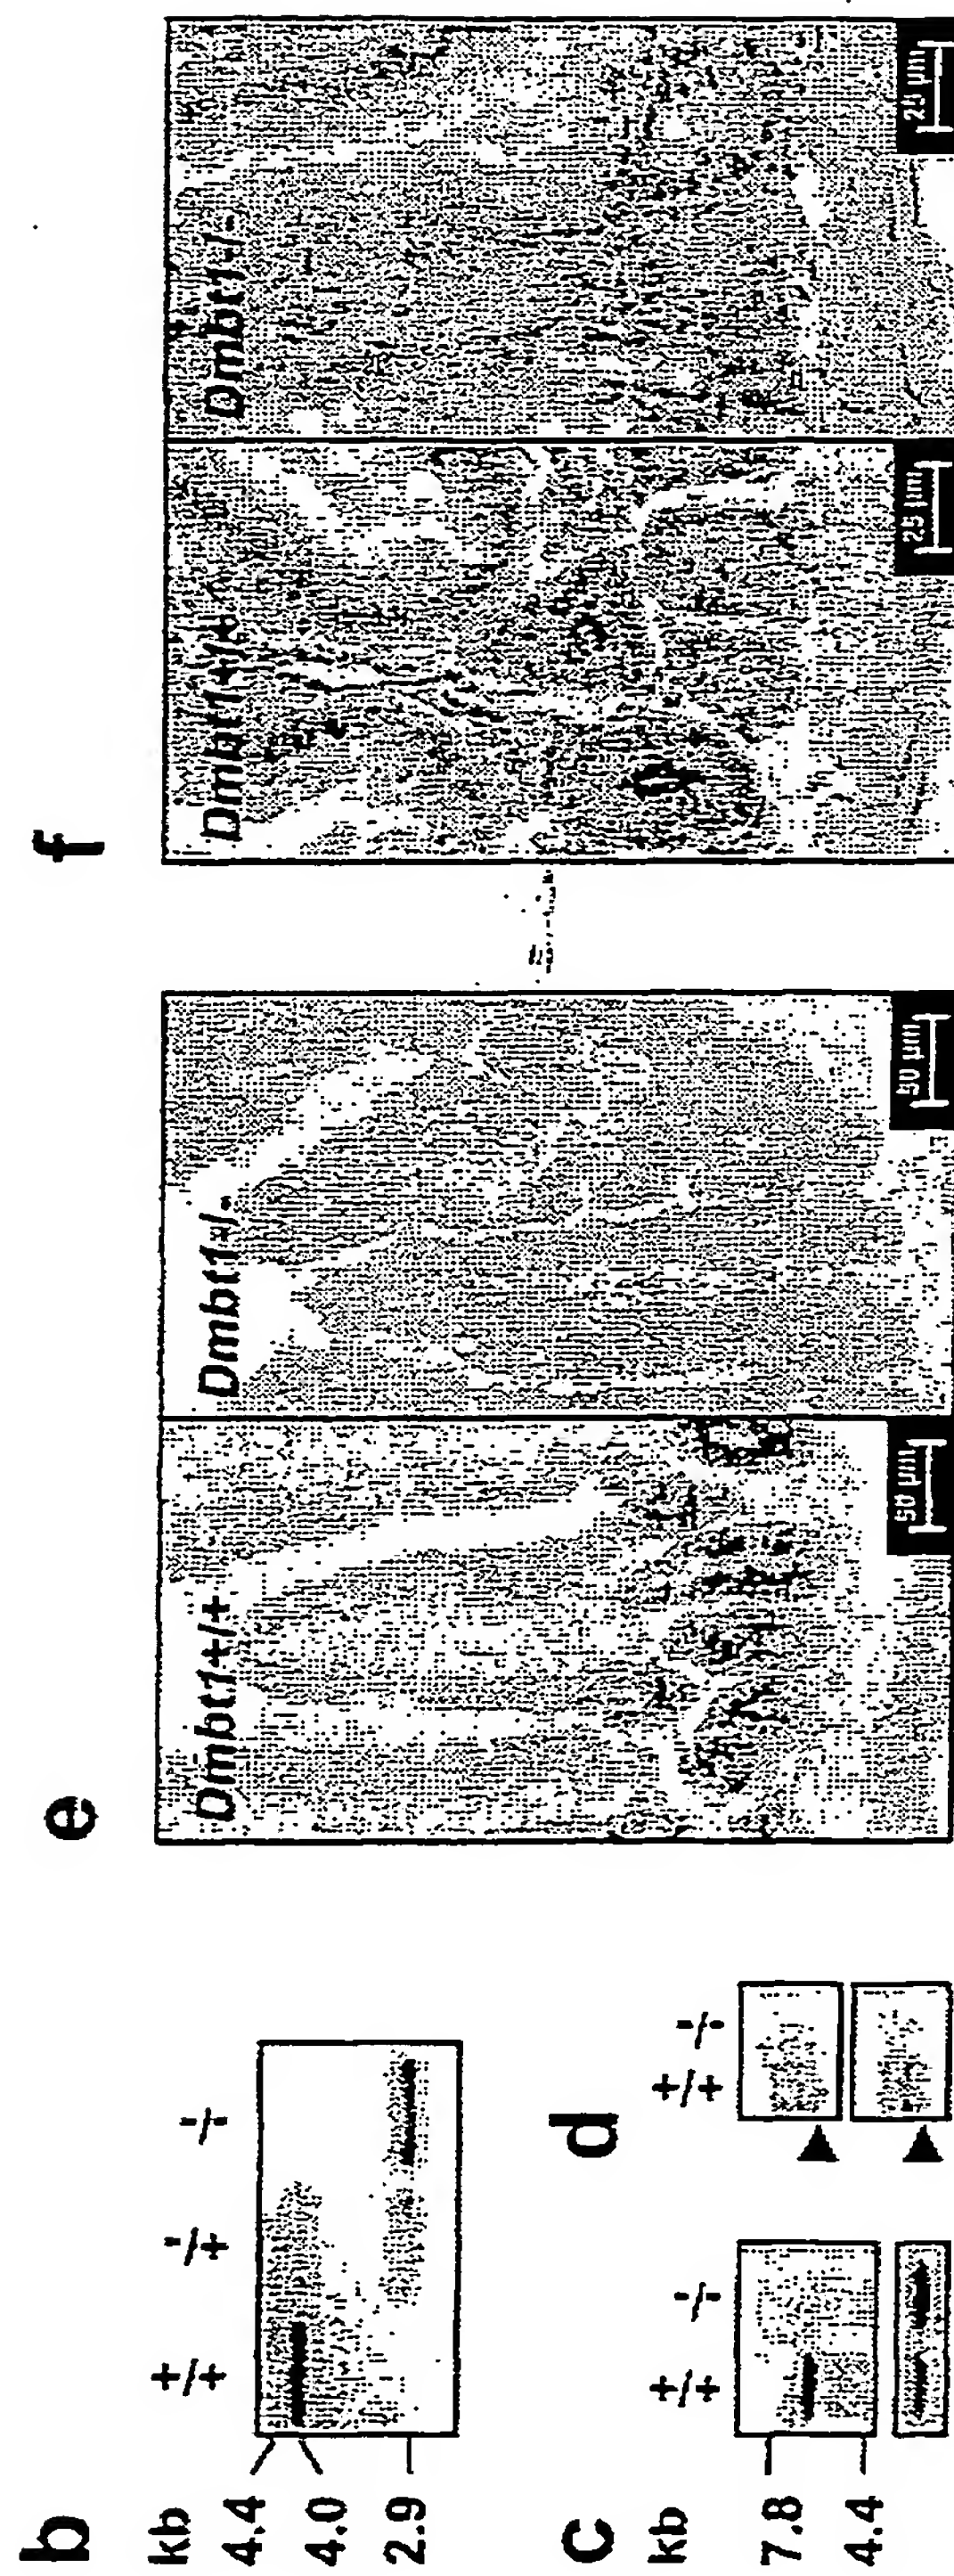 b
kb +/+ -/+ -/-
4.4
4.0
2.9
c
kb +/+ -/-
7.8
4.4
d
+/+ -/-
e
Dmbt1+/+ Dmbt1-/-
50 µm 50 µm
f
Dmbt1+/+ Dmbt1-/-
25 µm 25 µm